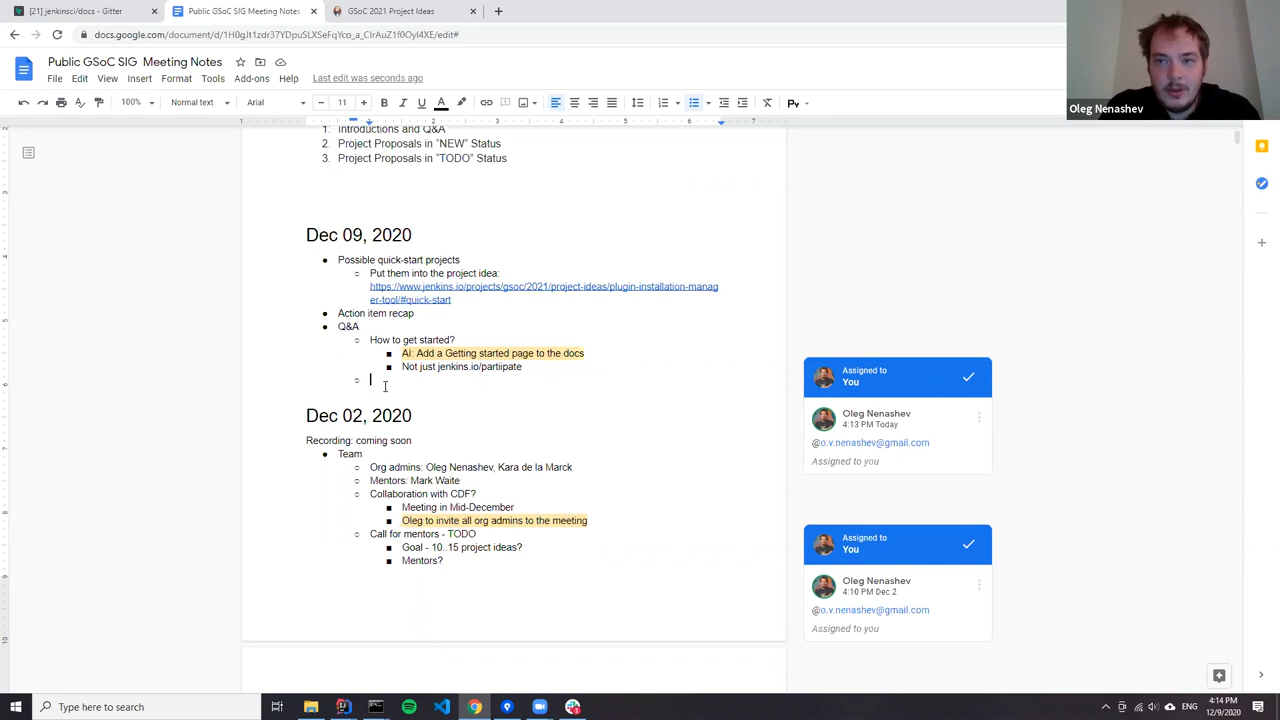 [21] jenkinsci/docs - Gitter
Public GSoC SIG Meeting Notes
GSoC 2021 Project Ideas
docs.google.com/document/d/1H0gJt1zdr37YDpuSLXSeFqYco_a_CIrAuZ1f0OyI4XE/edit#
Oleg Nenashev
Public GSoC SIG Meeting Notes
File Edit View Insert Format Tools Add-ons Help Last edit was seconds ago
100% Normal text Arial 11
1. Introductions and Q&A
2. Project Proposals in "NEW" Status
3. Project Proposals in "TODO" Status
Dec 09, 2020
Possible quick-start projects
Put them into the project idea:
https://www.jenkins.io/projects/gsoc/2021/project-ideas/plugin-installation-manag
er-tool/#quick-start
Action item recap
Q&A
How to get started?
AI: Add a Getting started page to the docs
Not just jenkins.io/partiipate
Dec 02, 2020
Recording: coming soon
Team
Org admins: Oleg Nenashev, Kara de la Marck
Mentors: Mark Waite
Collaboration with CDF?
Meeting in Mid-December
Oleg to invite all org admins to the meeting
Call for mentors - TODO
Goal - 10..15 project ideas?
Mentors?
Assigned to
You
Oleg Nenashev
4:13 PM Today
@o.v.nenashev@gmail.com
Assigned to you
Assigned to
You
Oleg Nenashev
4:10 PM Dec 2
@o.v.nenashev@gmail.com
Assigned to you
Type here to search
ENG
4:14 PM
12/9/2020